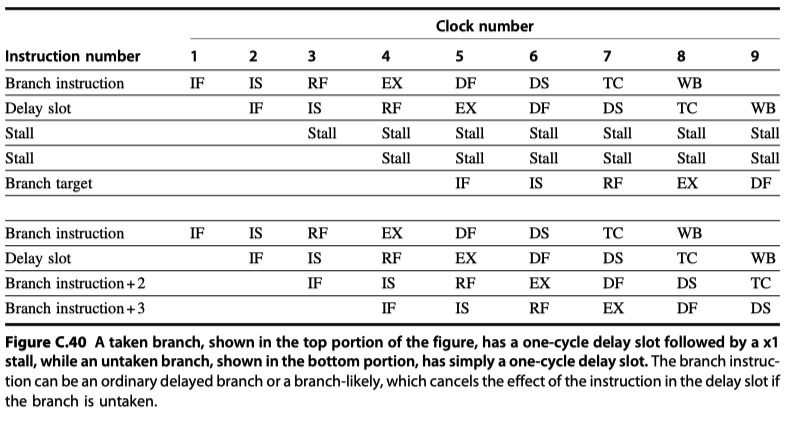 Clock number
Instruction number 1 2 3 4 5 6 7 8 9
Branch instruction IF IS RF EX DF DS TC WB
Delay slot IF IS RF EX DF DS TC WB
Stall Stall Stall Stall Stall Stall Stall Stall
Stall Stall Stall Stall Stall Stall Stall
Branch target IF IS RF EX DF
Branch instruction IF IS RF EX DF DS TC WB
Delay slot IF IS RF EX DF DS TC WB
Branch instruction+2 IF IS RF EX DF DS TC
Branch instruction+3 IF IS RF EX DF DS
Figure C.40 A taken branch, shown in the top portion of the figure, has a one-cycle delay slot followed by a x1
stall, while an untaken branch, shown in the bottom portion, has simply a one-cycle delay slot. The branch instruc-
tion can be an ordinary delayed branch or a branch-likely, which cancels the effect of the instruction in the delay slot if
the branch is untaken.